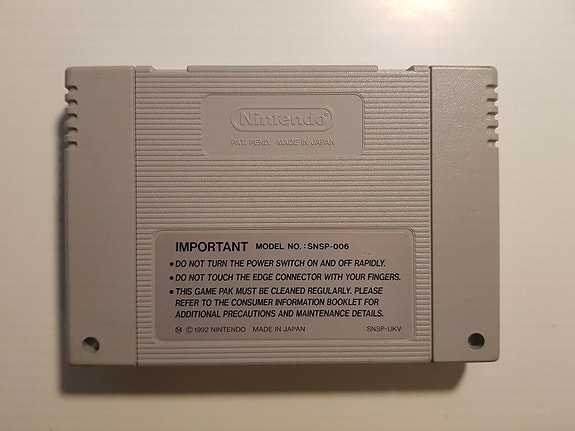 Nintendo
PAT. PEND. MADE IN JAPAN
IMPORTANT MODEL NO. : SNSP-006
• DO NOT TURN THE POWER SWITCH ON AND OFF RAPIDLY.
• DO NOT TOUCH THE EDGE CONNECTOR WITH YOUR FINGERS.
• THIS GAME PAK MUST BE CLEANED REGULARLY. PLEASE
REFER TO THE CONSUMER INFORMATION BOOKLET FOR
ADDITIONAL PRECAUTIONS AND MAINTENANCE DETAILS.
Ⓜ © 1992 NINTENDO MADE IN JAPAN SNSP-UKV